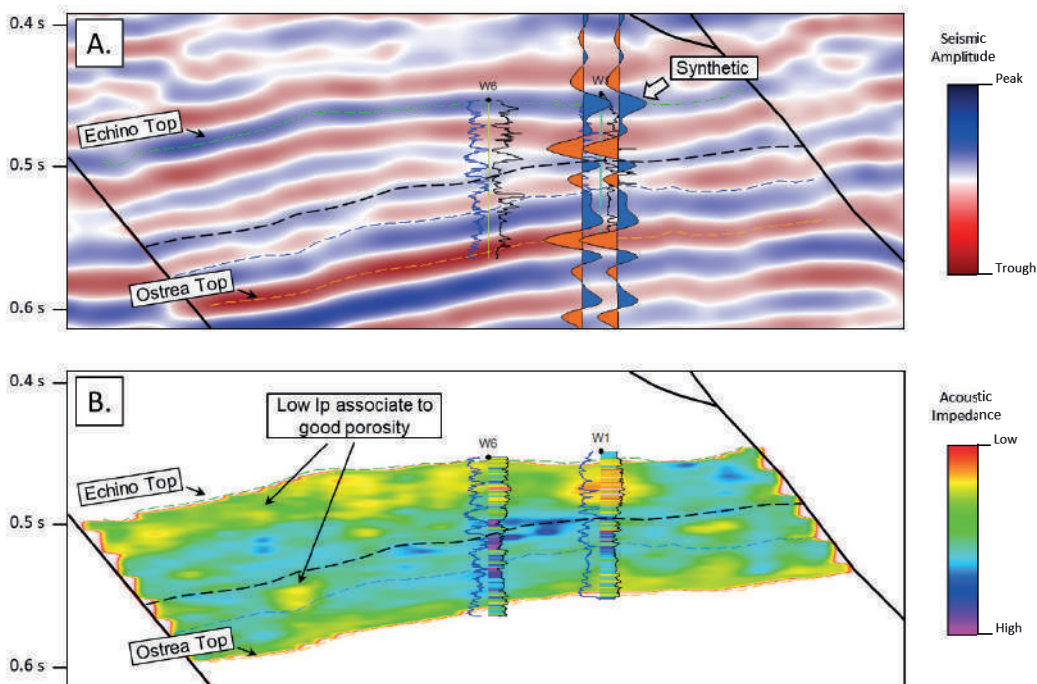 0.4 s
A.
Synthetic
W6
W1
Echino Top
0.5 s
Ostrea Top
0.6 s
Seismic
Amplitude
Peak
Trough
0.4 s
B.
Low Ip associate to
good porosity
W6
W1
Echino Top
0.5 s
Ostrea Top
0.6 s
Acoustic
Impedance
Low
High